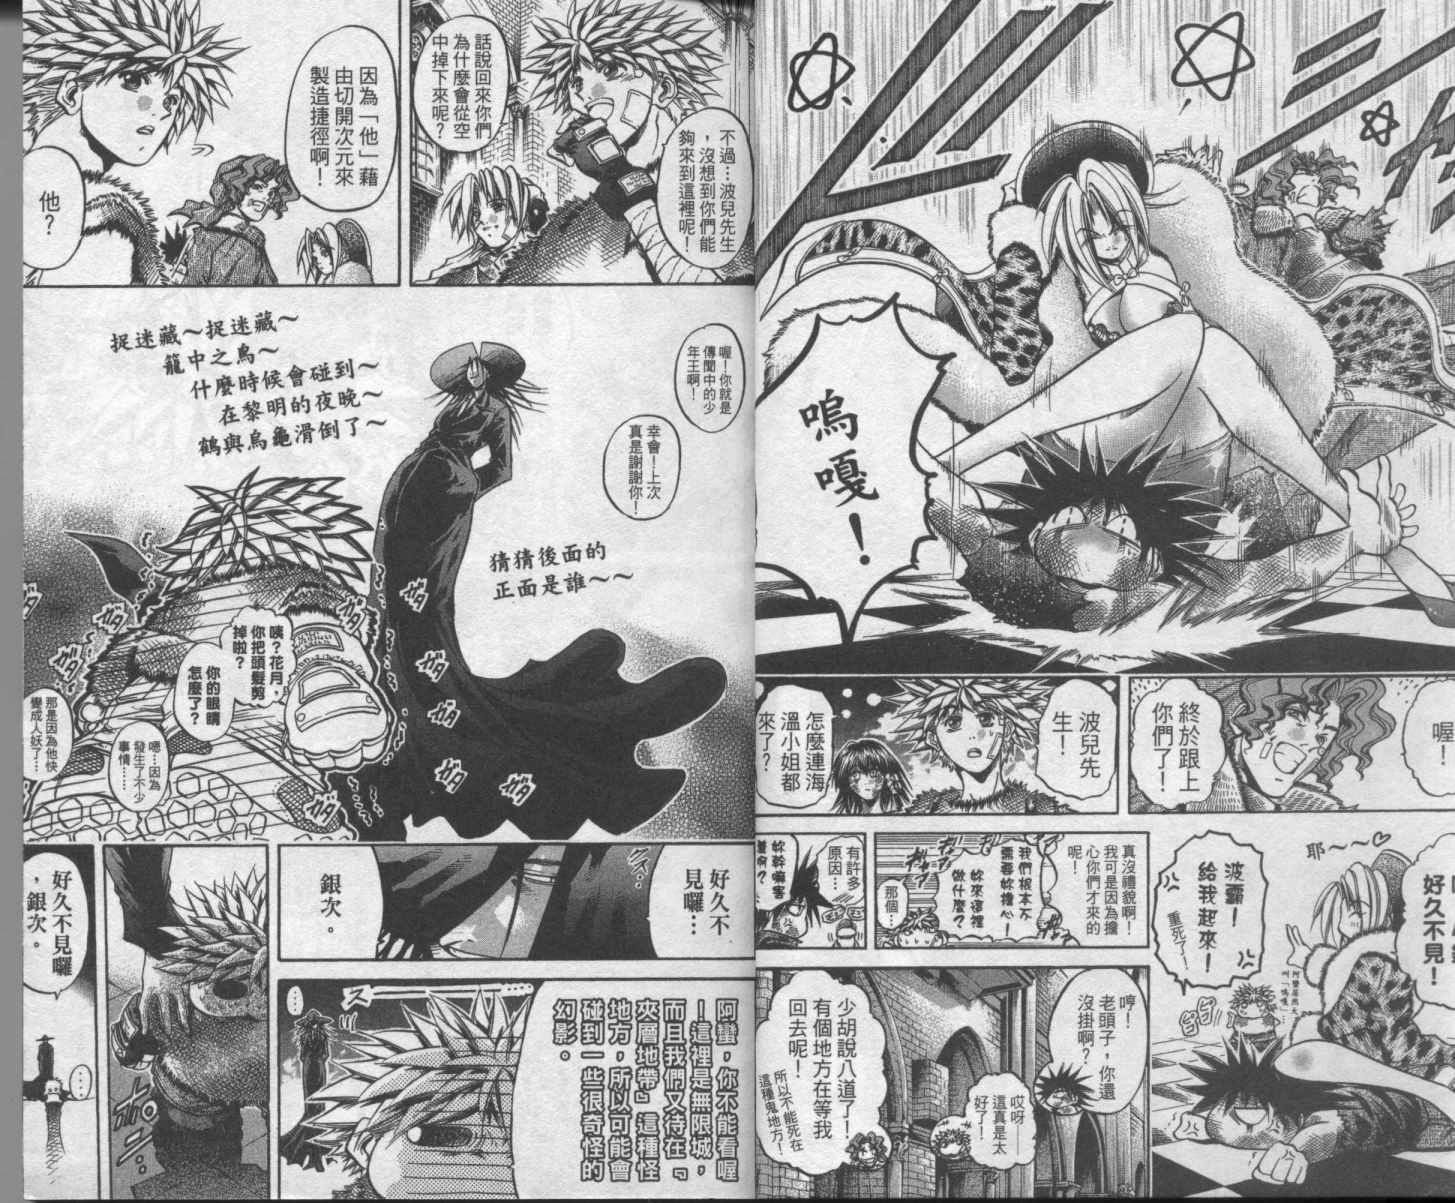 嗚
嘎！
喔！
終於跟上
你們了！
波兒先
生！
怎麼連海
溫小姐都
來了？
好久不見！
耶～～♡
波霸！
給我起來！
重死了！
真沒禮貌啊！
我可是因為擔
心你們才來的
呢！
我們根本不
需要妳擔心！
妳來這裡
做什麼？
那個…
有許多
原因…
哼！
老頭子，你還
沒掛啊？
哎呀──
這真是太
好了！
少胡說八道了！
有個地方在等我
回去呢！
所以不能死在
這種鬼地方！
不過…波兒先生
，沒想到你們能
夠來到這裡呢！
話說回來你們
為什麼會從空
中掉下來呢？
因為「他」藉
由切開次元來
製造捷徑啊！
他？
喔！你就是
傳聞中的少
年王啊！
幸會！上次
真是謝謝你！
捉迷藏～捉迷藏～
籠中之鳥～
什麼時候會碰到～
在黎明的夜晚～
鶴與烏龜滑倒了～
猜猜後面的
正面是誰～～
咦？花月，
你把頭髮剪
掉啦？
你的眼睛
怎麼了？
嗯…因為
發生了不少
事情……
那是因為他快
變成人妖了…
好久不
見囉…
銀次。
阿蠻，你不能看喔
！這裡是無限城，
而且我們又待在『
夾層地帶』這種怪
地方，所以可能會
碰到一些很奇怪的
幻影。
…
好久不見囉
，銀次。
…